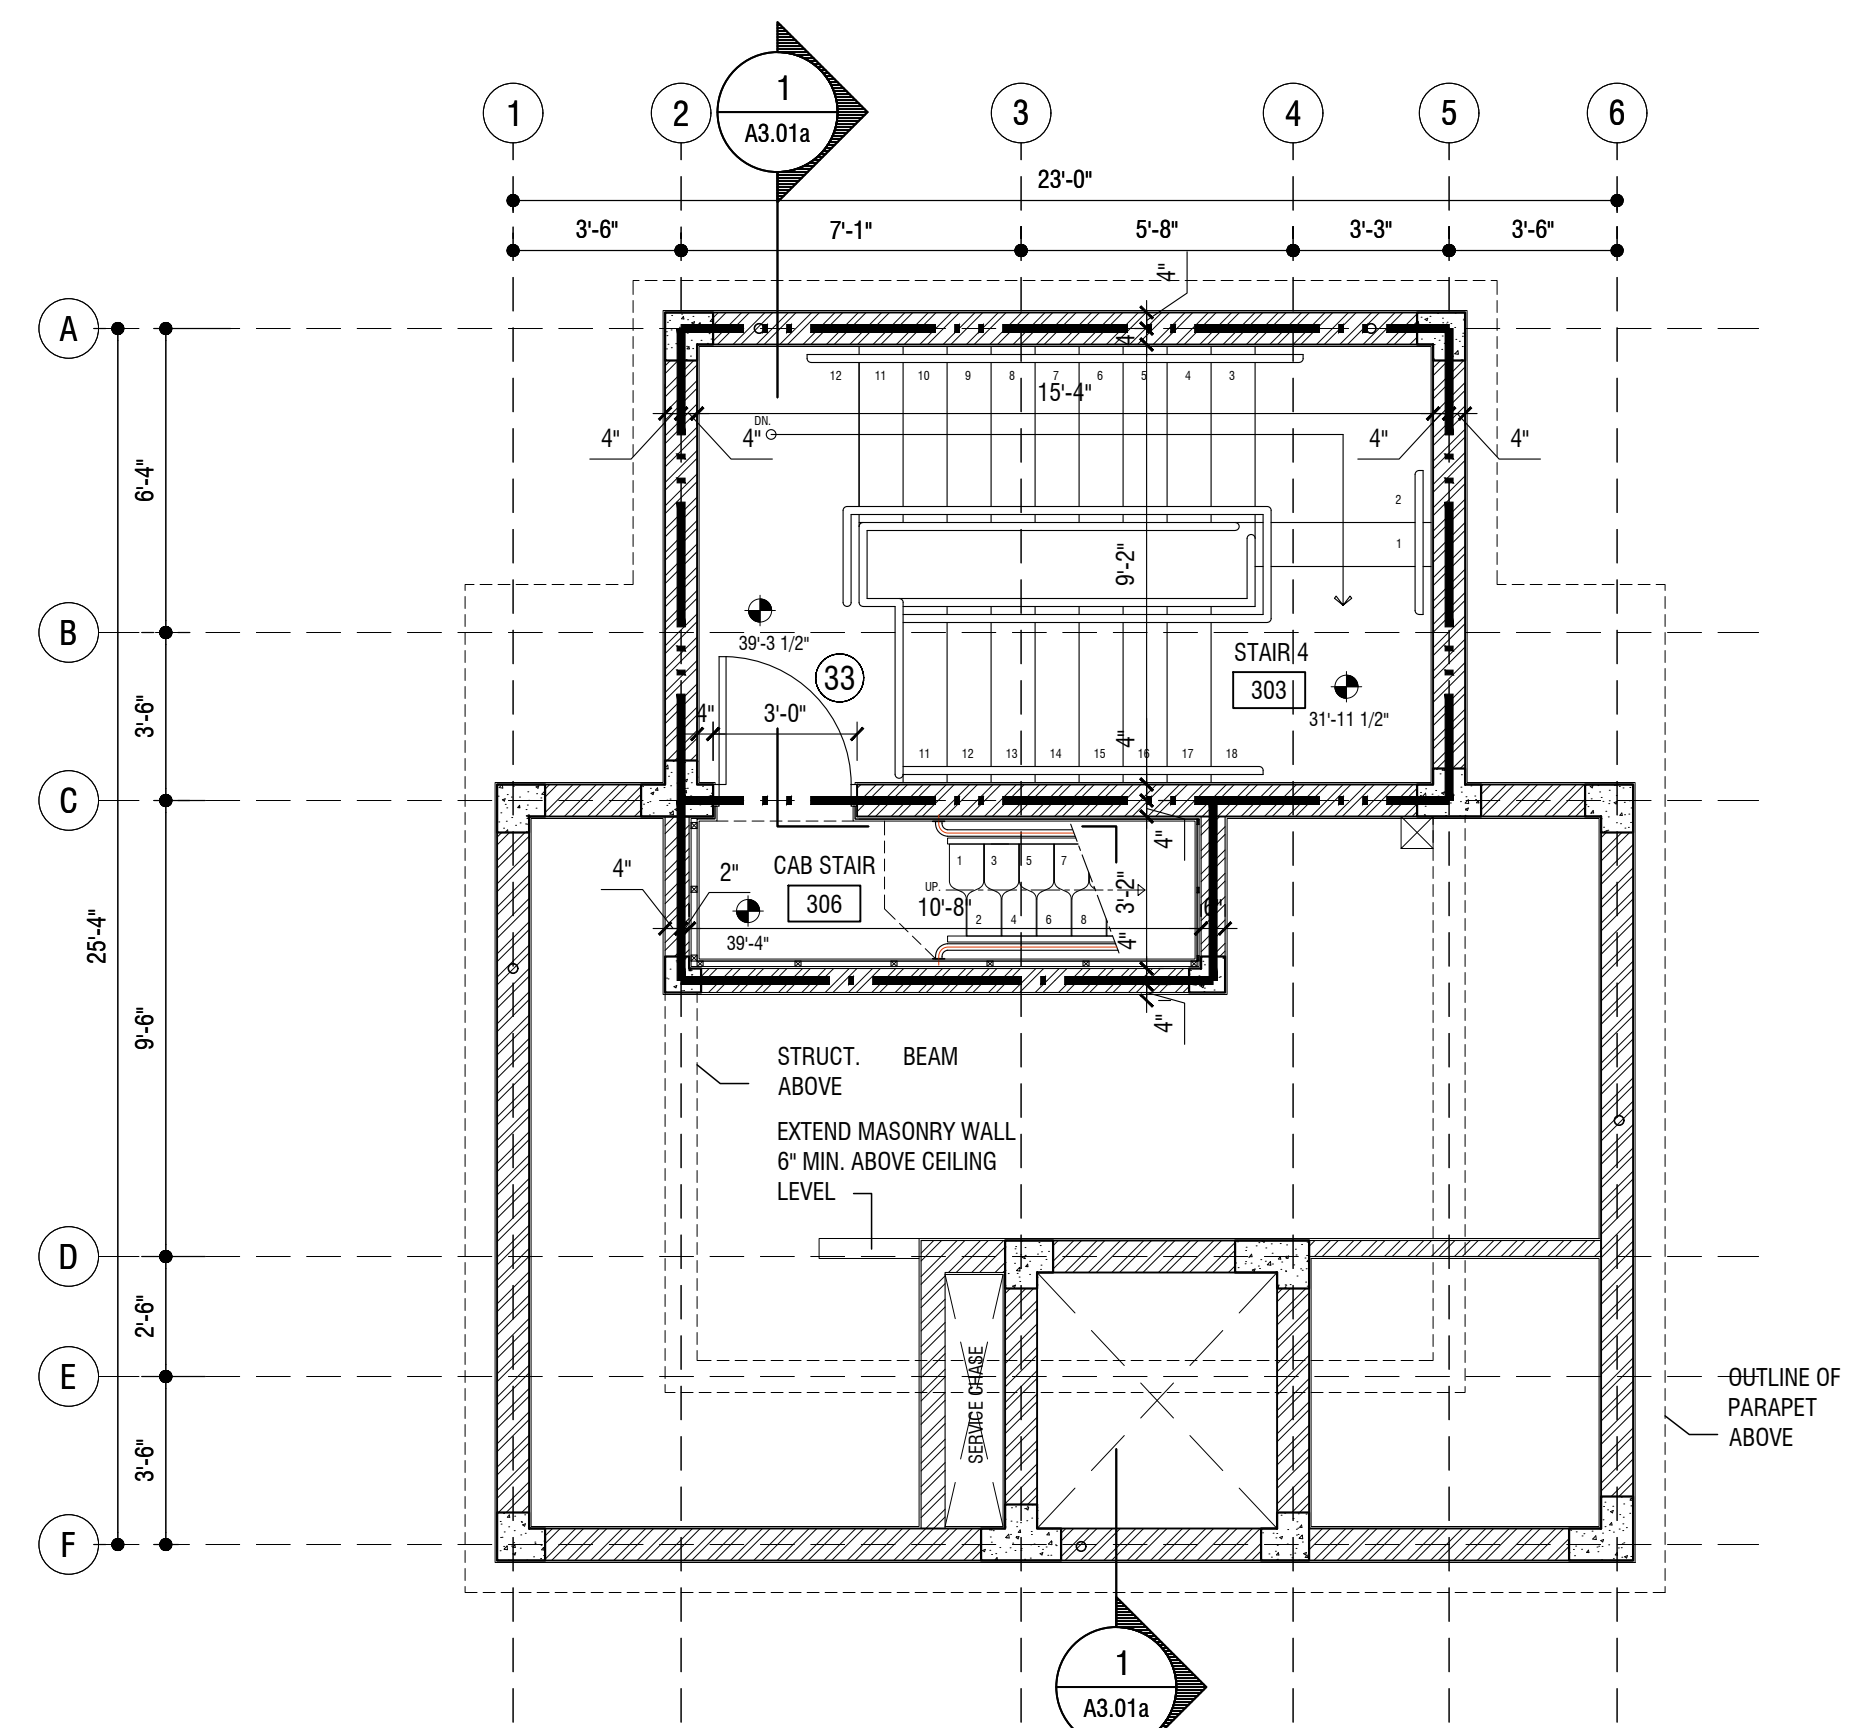 1
A3.01a
1 2 3 4 5 6
23'-0"
3'-6" 7'-1" 5'-8" 3'-3" 3'-6"
4"
A
4"
12 11 10 9 8 7 6 5 4 3
15'-4"
DN.
4" 4" 4" 4"
6'-4"
2
1
9'-2"
B
39'-3 1/2"
STAIR 4
33
303
31'-11 1/2"
3'-6"
4" 3'-0"
4"
11 12 13 14 15 16 17 18
C
4"
4" 2"
CAB STAIR
306
1 3 5 7
UP.
10'-8"
3'-2"
6"
2 4 6 8
39'-4"
4"
25'-4"
4"
9'-6"
STRUCT. BEAM
ABOVE
EXTEND MASONRY WALL
6" MIN. ABOVE CEILING
LEVEL
D
2'-6"
SERVICE CHASE
E
OUTLINE OF
PARAPET
ABOVE
3'-6"
F
1
A3.01a